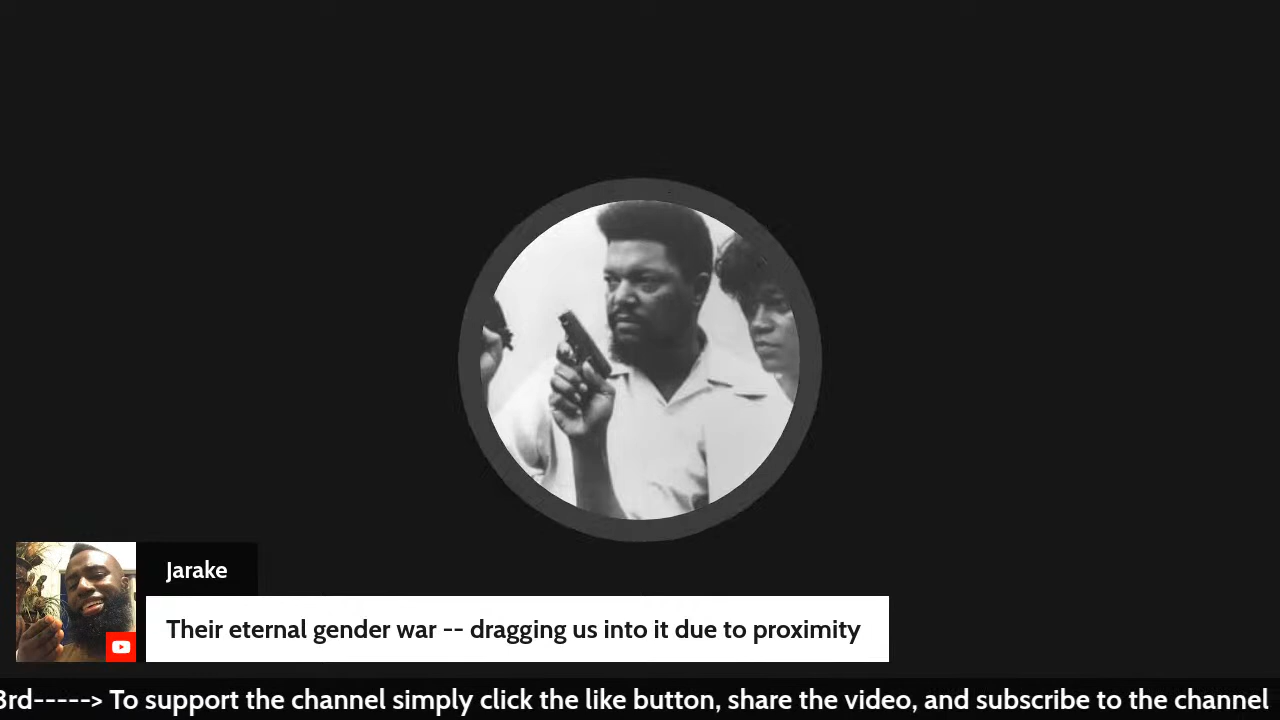 Jarake
Their eternal gender war -- dragging us into it due to proximity
3rd-----> To support the channel simply click the like button, share the video, and subscribe to the channel